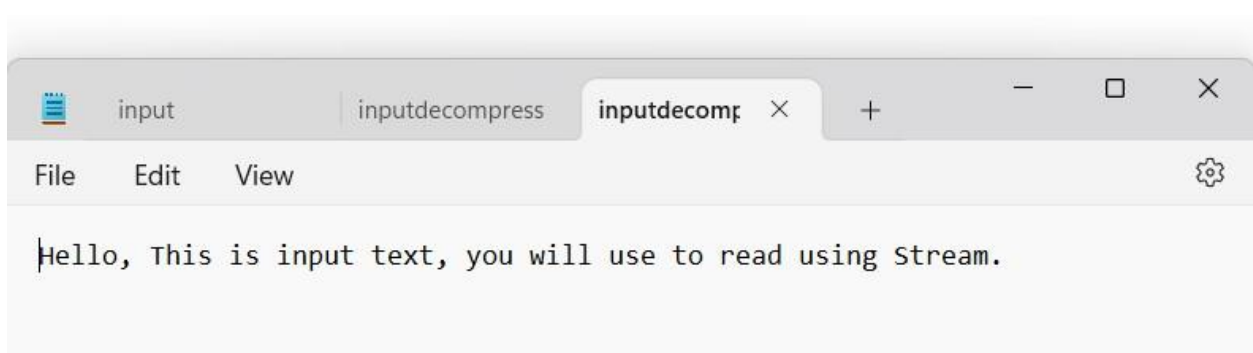 input inputdecompress inputdecomp
File Edit View
Hello, This is input text, you will use to read using Stream.